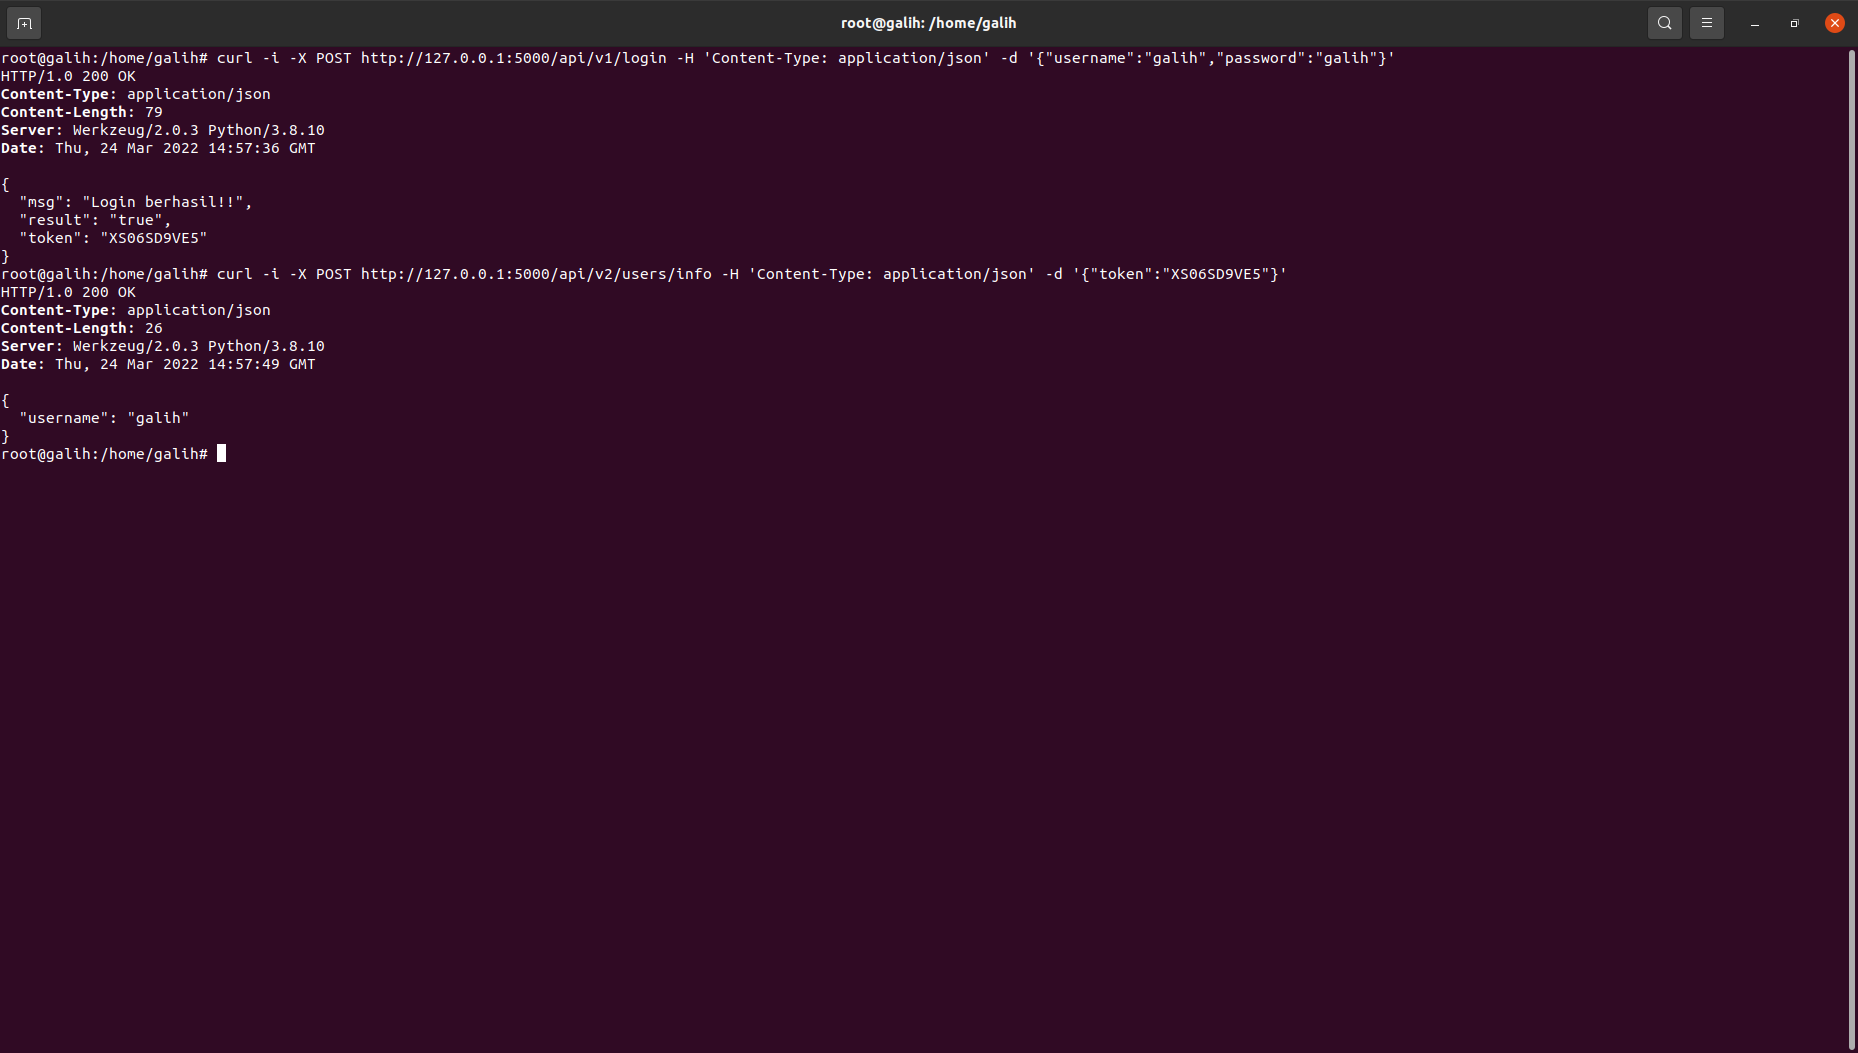 root@galih: /home/galih
root@galih:/home/galih# curl -i -X POST http://127.0.0.1:5000/api/v1/login -H 'Content-Type: application/json' -d '{"username":"galih","password":"galih"}'
HTTP/1.0 200 OK
Content-Type: application/json
Content-Length: 79
Server: Werkzeug/2.0.3 Python/3.8.10
Date: Thu, 24 Mar 2022 14:57:36 GMT
{
  "msg": "Login berhasil!!",
  "result": "true",
  "token": "XS06SD9VE5"
}
root@galih:/home/galih# curl -i -X POST http://127.0.0.1:5000/api/v2/users/info -H 'Content-Type: application/json' -d '{"token":"XS06SD9VE5"}'
HTTP/1.0 200 OK
Content-Type: application/json
Content-Length: 26
Server: Werkzeug/2.0.3 Python/3.8.10
Date: Thu, 24 Mar 2022 14:57:49 GMT
{
  "username": "galih"
}
root@galih:/home/galih#